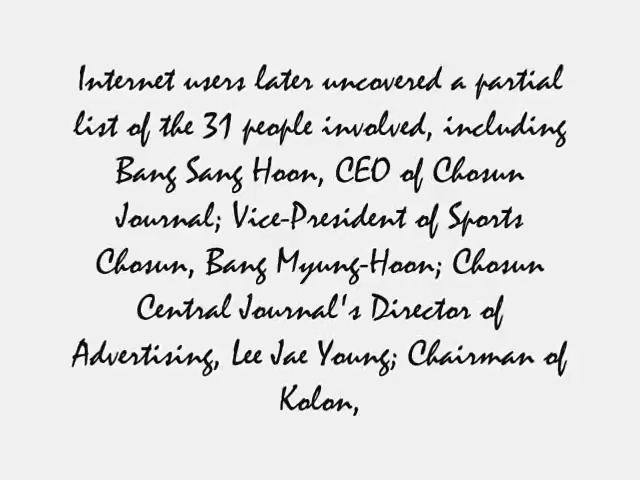 Internet users later uncovered a partial
list of the 31 people involved, including
Bang Sang Hoon, CEO of Chosun
Journal; Vice-President of Sports
Chosun, Bang Myung-Hoon; Chosun
Central Journal's Director of
Advertising, Lee Jae Young; Chairman of
Kolon,